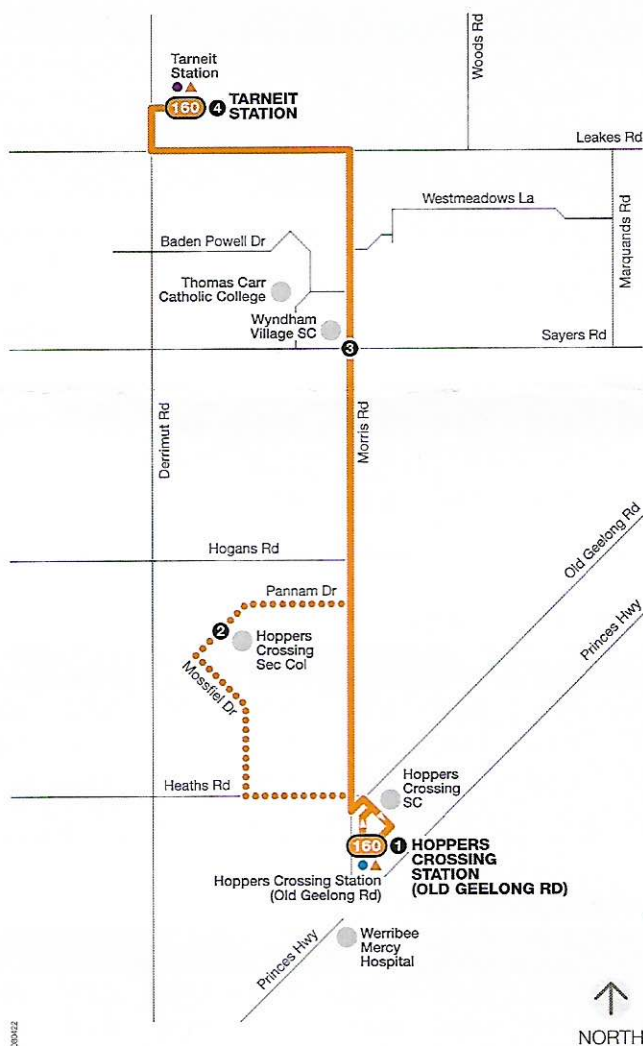 Woods Rd
Tarneit
Station
160
4
TARNEIT
STATION
Leakes Rd
Westmeadows La
Marquands Rd
Baden Powell Dr
Thomas Carr
Catholic College
Wyndham
Village SC
Sayers Rd
3
Derrimut Rd
Morris Rd
Old Geelong Rd
Hogans Rd
Princes Hwy
Pannam Dr
2
Hoppers
Crossing
Sec Col
Mossfiel Dr
Heaths Rd
Hoppers
Crossing
SC
160
1
HOPPERS
CROSSING
STATION
(OLD GEELONG RD)
Hoppers Crossing Station
(Old Geelong Rd)
Werribee
Mercy
Hospital
Princes Hwy
NORTH